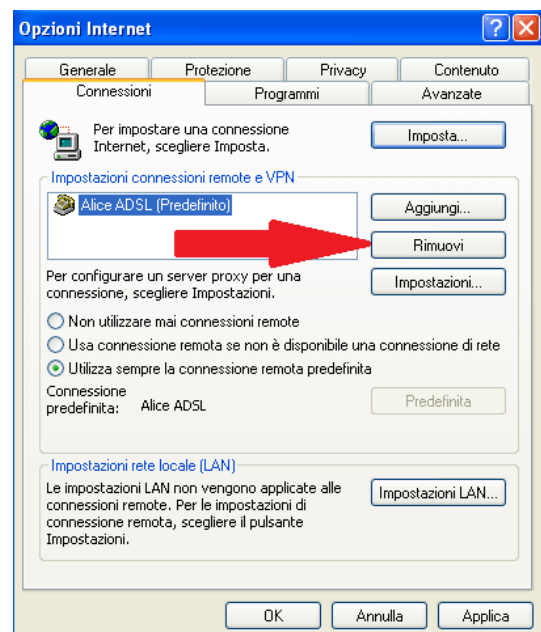 Opzioni Internet
Generale Protezione Privacy Contenuto
Connessioni Programmi Avanzate
Per impostare una connessione
Internet, scegliere Imposta.
Imposta...
Impostazioni connessioni remote e VPN
Alice ADSL (Predefinito)
Aggiungi...
Rimuovi
Per configurare un server proxy per una
connessione, scegliere Impostazioni.
Impostazioni...
Non utilizzare mai connessioni remote
Usa connessione remota se non è disponibile una connessione di rete
Utilizza sempre la connessione remota predefinita
Connessione
predefinita: Alice ADSL
Predefinita
Impostazioni rete locale (LAN)
Le impostazioni LAN non vengono applicate alle
connessioni remote. Per le impostazioni di
connessione remota, scegliere il pulsante
Impostazioni.
Impostazioni LAN...
OK Annulla Applica